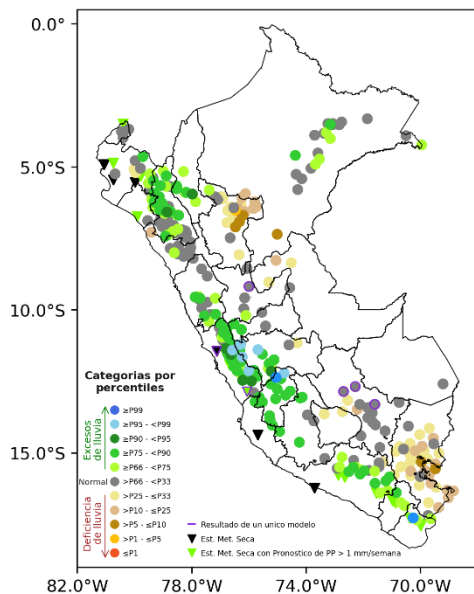 0.0°
5.0°S
10.0°S
15.0°S
82.0°W
78.0°W
74.0°W
70.0°W
Categorias por
percentiles
Excesos
de lluvia
≥P99
≥P95 - <P99
≥P90 - <P95
≥P75 - <P90
≥P66 - <P75
Normal
>P66 - <P33
>P25 - ≤P33
>P10 - ≤P25
>P5 - ≤P10
>P1 - ≤P5
≤P1
Deficiencia
de lluvia
Resultado de un unico modelo
Est. Met. Seca
Est. Met. Seca con Pronostico de PP > 1 mm/semana